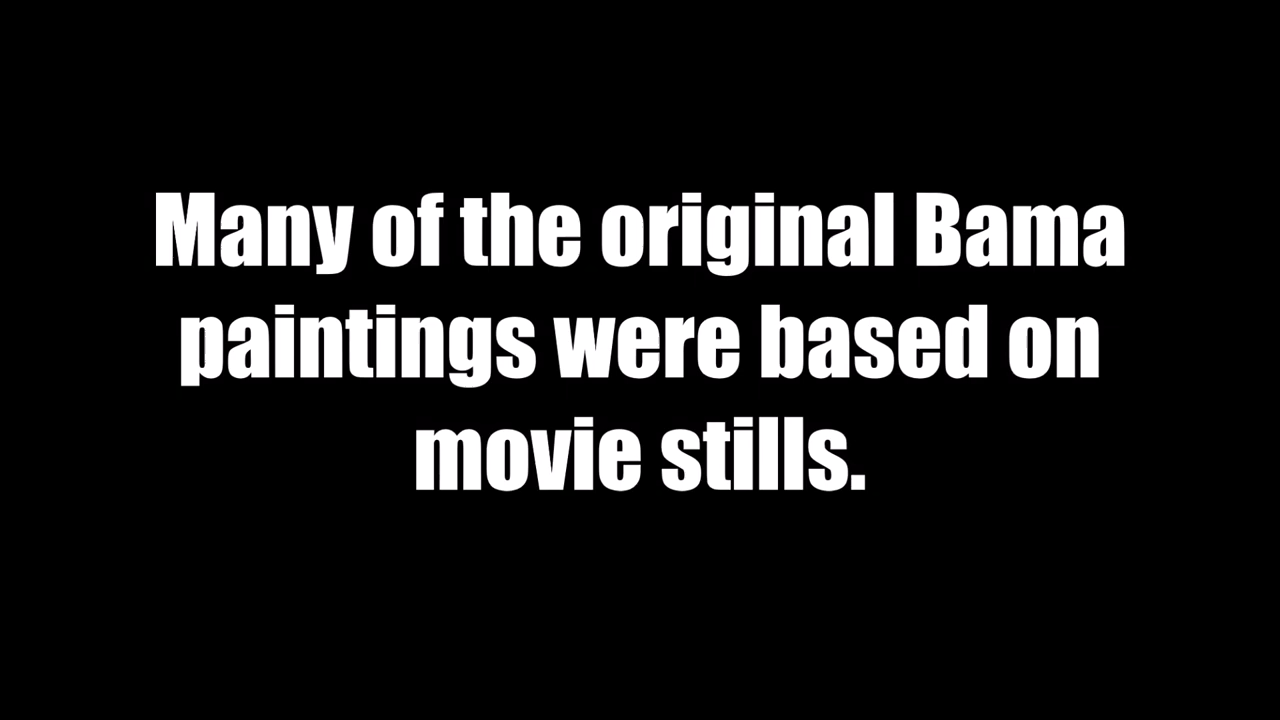 Many of the original Bama
paintings were based on
movie stills.